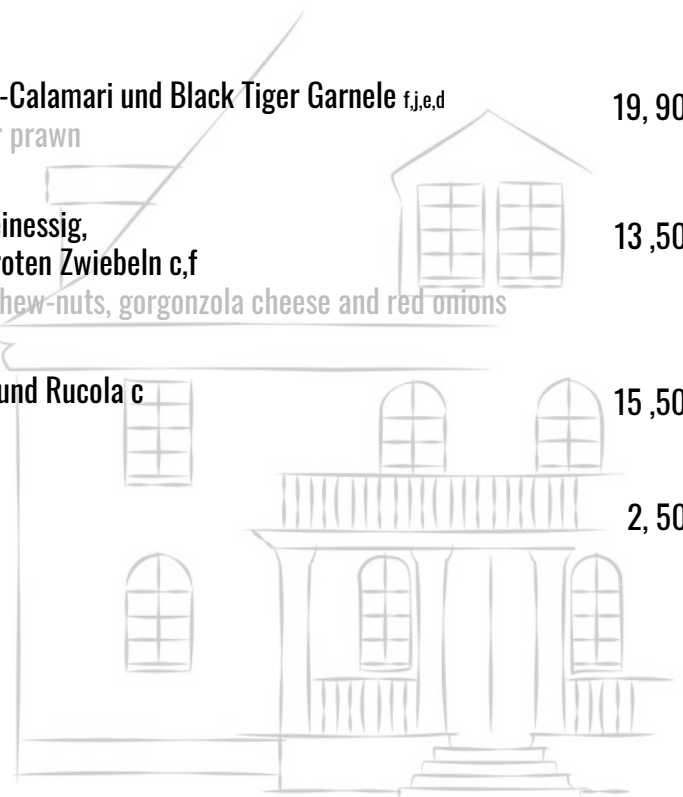 -Calamari und Black Tiger Garnele f,j,e,d 19, 90
prawn
einessig,
roten Zwiebeln c,f 13 ,50
hew-nuts, gorgonzola cheese and red onions
und Rucola c 15 ,50
2, 50